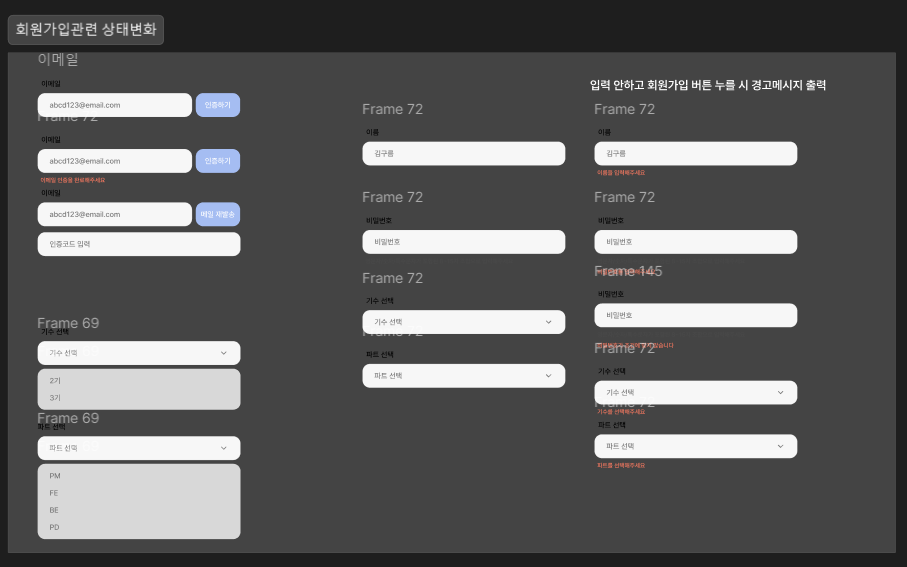 회원가입관련 상태변화
이메일
이메일
abcd123@email.com
인증하기
Frame 72
이메일
abcd123@email.com
인증하기
이메일 인증을 완료해주세요
이메일
abcd123@email.com
메일 재발송
인증코드 입력
Frame 69
기수 선택
기수 선택
2기
3기
Frame 69
파트 선택
파트 선택
PM
FE
BE
PD
Frame 72
이름
김구름
Frame 72
비밀번호
비밀번호
Frame 72
기수 선택
기수 선택
Frame 72
파트 선택
파트 선택
입력 안하고 회원가입 버튼 누를 시 경고메시지 출력
Frame 72
이름
김구름
이름을 입력해주세요
Frame 72
비밀번호
비밀번호
Frame 145
비밀번호
비밀번호
Frame 72
기수 선택
기수 선택
Frame 72
기수를 선택해주세요
파트 선택
파트 선택
파트를 선택해주세요